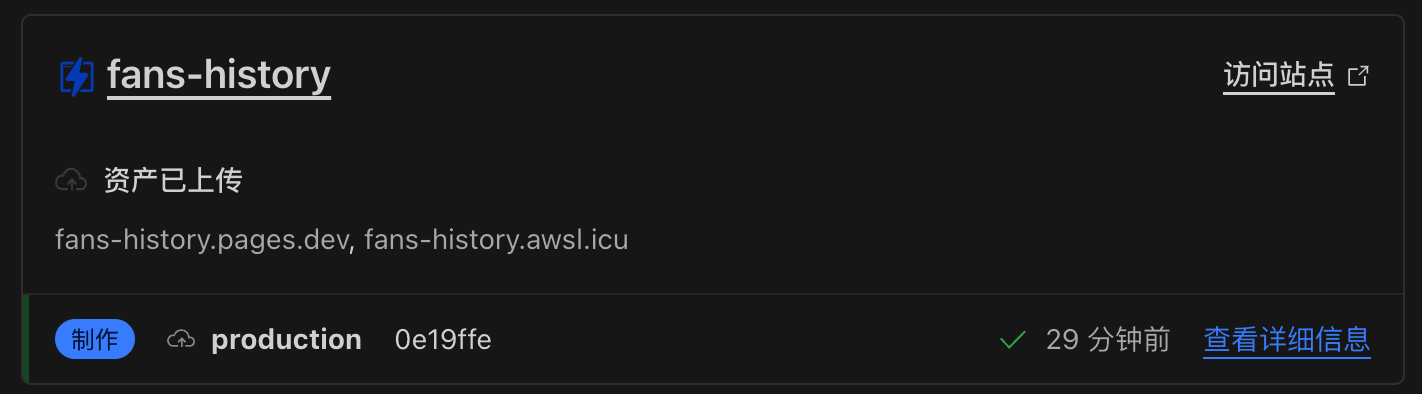 fans-history 访问站点
资产已上传
fans-history.pages.dev, fans-history.awsl.icu
制作 production 0e19ffe 29 分钟前 查看详细信息